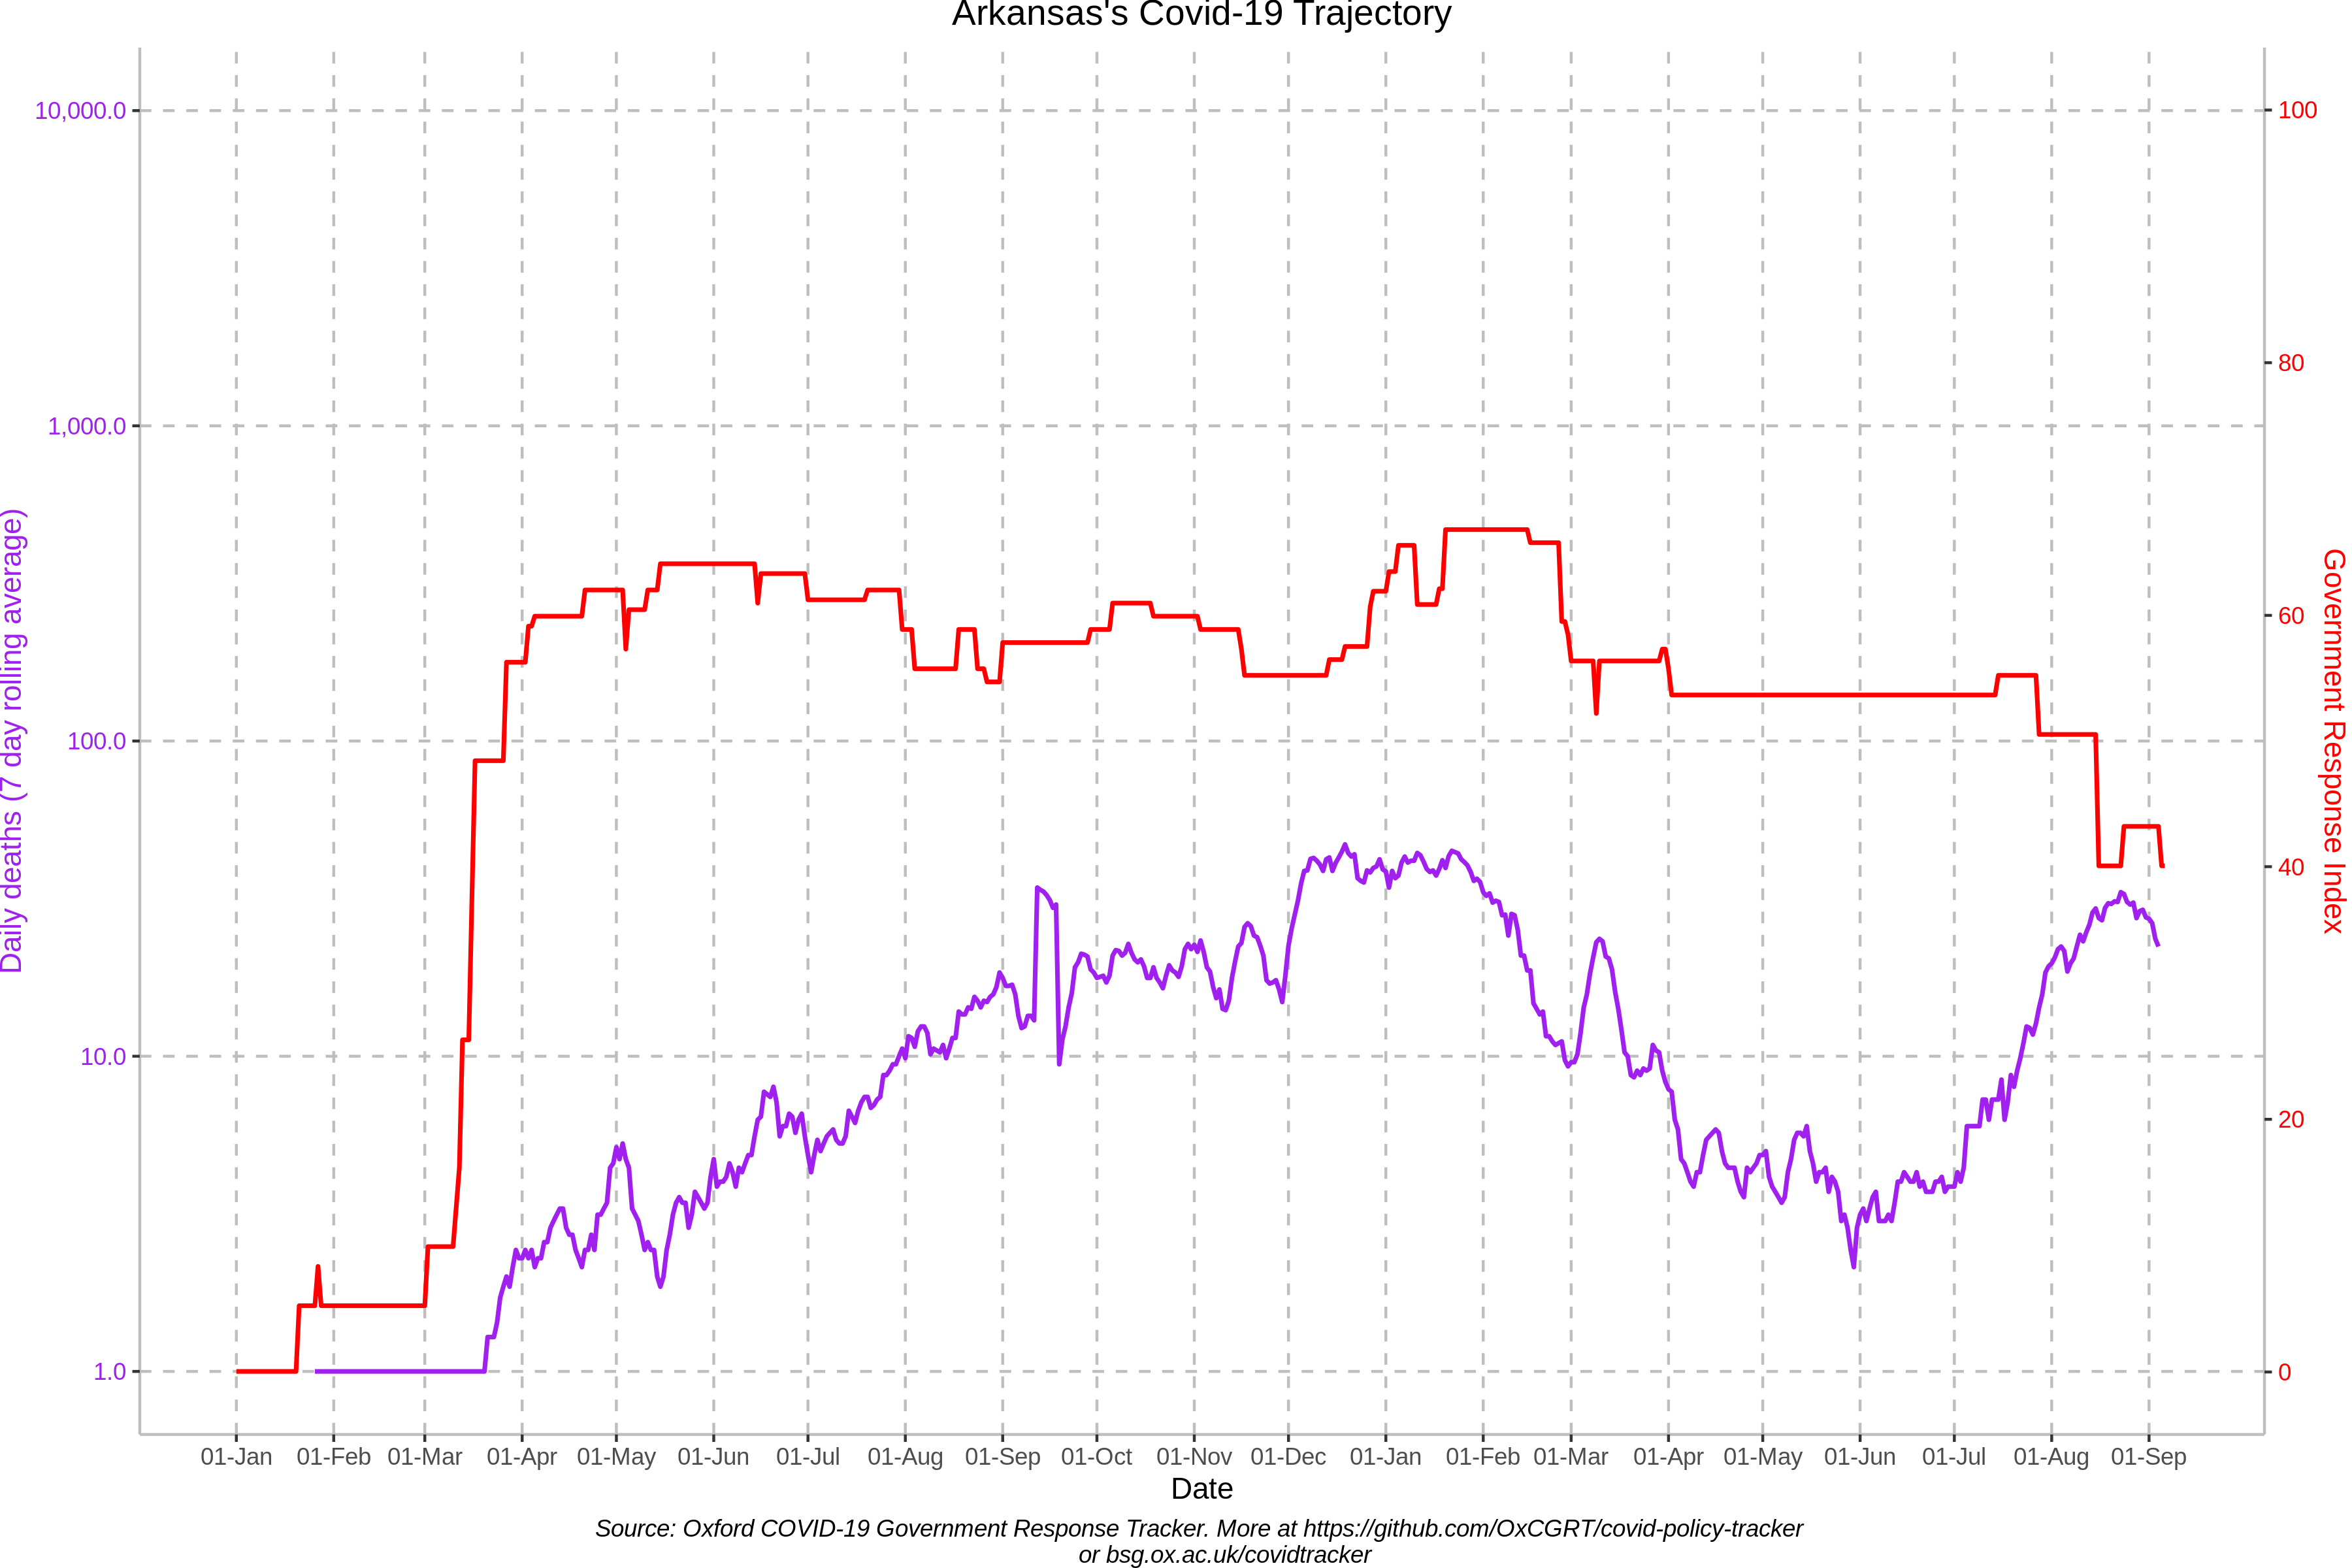 Arkansas's Covid-19 Trajectory
10,000.0
1,000.0
100.0
10.0
1.0
Daily deaths (7 day rolling average)
100
80
60
40
20
0
Government Response Index
01-Jan 01-Feb 01-Mar 01-Apr 01-May 01-Jun 01-Jul 01-Aug 01-Sep 01-Oct 01-Nov 01-Dec 01-Jan 01-Feb 01-Mar 01-Apr 01-May 01-Jun 01-Jul 01-Aug 01-Sep
Date
Source: Oxford COVID-19 Government Response Tracker. More at https://github.com/OxCGRT/covid-policy-tracker
or bsg.ox.ac.uk/covidtracker